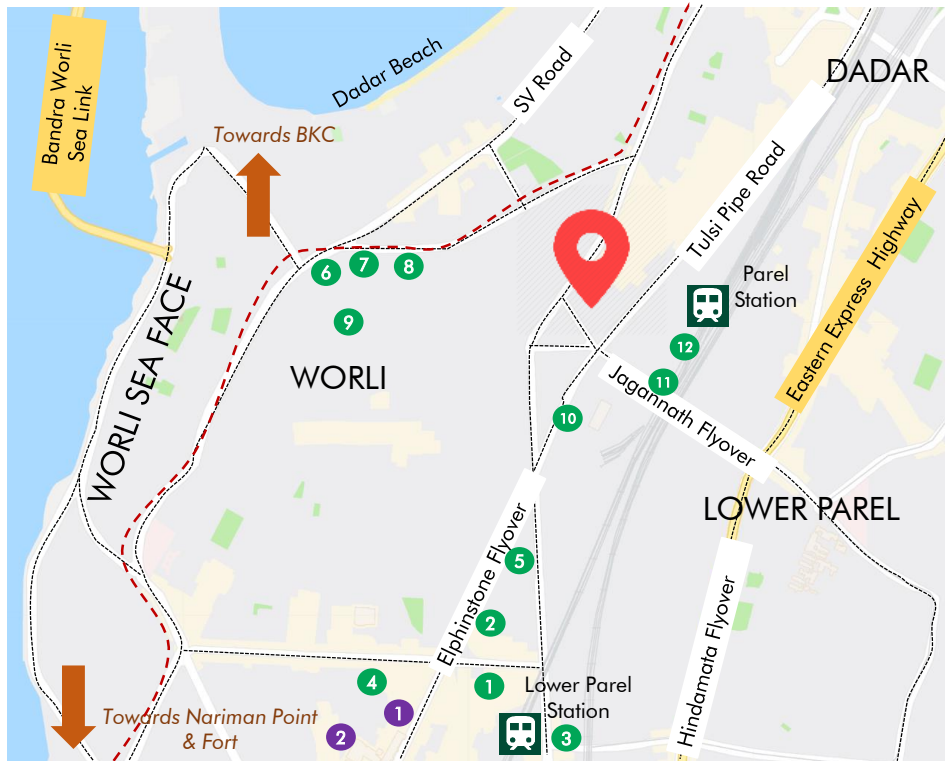 Bandra Worli
Sea Link
Dadar Beach
SV Road
DADAR
Towards BKC
Tulsi Pipe Road
Eastern Express Highway
Parel
Station
6
7
8
9
12
11
10
WORLI
WORLI SEA FACE
Jagannath Flyover
LOWER PAREL
Elphinstone Flyover
5
2
Hindamata Flyover
4
1
1
2
Lower Parel
Station
3
Towards Nariman Point
& Fort